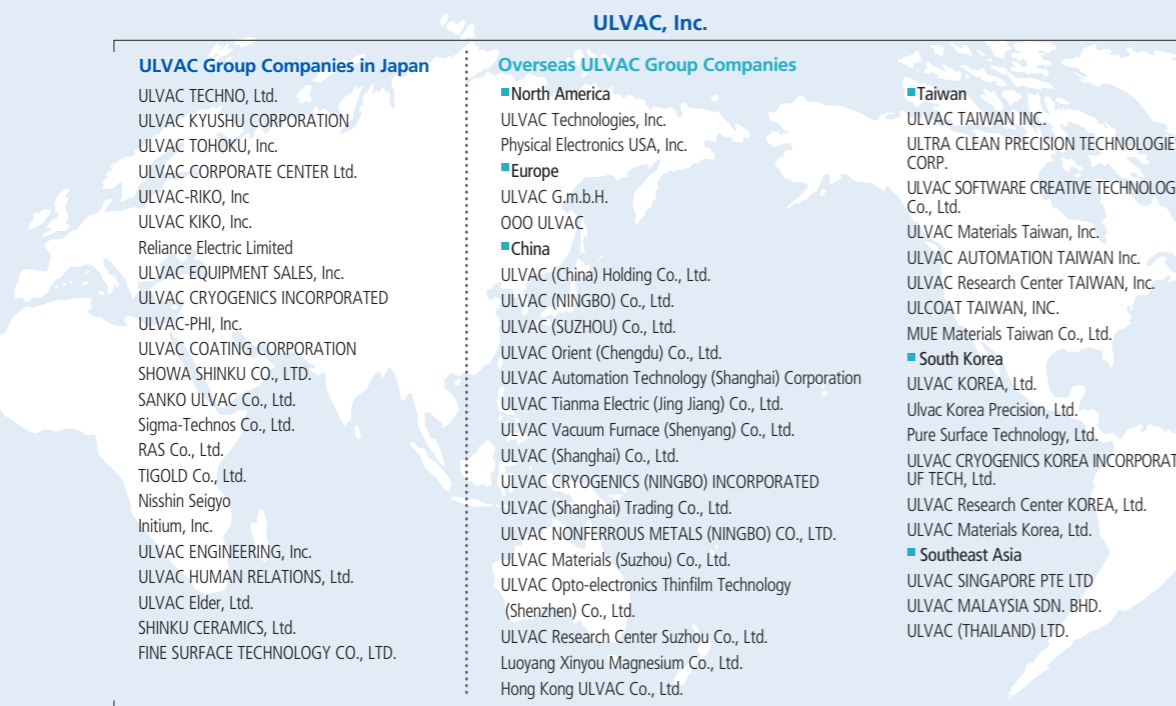 ULVAC, Inc.
ULVAC Group Companies in Japan
ULVAC TECHNO, Ltd.
ULVAC KYUSHU CORPORATION
ULVAC TOHOKU, Inc.
ULVAC CORPORATE CENTER Ltd.
ULVAC-RIKO, Inc
ULVAC KIKO, Inc.
Reliance Electric Limited
ULVAC EQUIPMENT SALES, Inc.
ULVAC CRYOGENICS INCORPORATED
ULVAC-PHI, Inc.
ULVAC COATING CORPORATION
SHOWA SHINKU CO., LTD.
SANKO ULVAC Co., Ltd.
Sigma-Technos Co., Ltd.
RAS Co., Ltd.
TIGOLD Co., Ltd.
Nisshin Seigyo
Initium, Inc.
ULVAC ENGINEERING, Inc.
ULVAC HUMAN RELATIONS, Ltd.
ULVAC Elder, Ltd.
SHINKU CERAMICS, Ltd.
FINE SURFACE TECHNOLOGY CO., LTD.
Overseas ULVAC Group Companies
■North America
ULVAC Technologies, Inc.
Physical Electronics USA, Inc.
■Europe
ULVAC G.m.b.H.
OOO ULVAC
■China
ULVAC (China) Holding Co., Ltd.
ULVAC (NINGBO) Co., Ltd.
ULVAC (SUZHOU) Co., Ltd.
ULVAC Orient (Chengdu) Co., Ltd.
ULVAC Automation Technology (Shanghai) Corporation
ULVAC Tianma Electric (Jing Jiang) Co., Ltd.
ULVAC Vacuum Furnace (Shenyang) Co., Ltd.
ULVAC (Shanghai) Co., Ltd.
ULVAC CRYOGENICS (NINGBO) INCORPORATED
ULVAC (Shanghai) Trading Co., Ltd.
ULVAC NONFERROUS METALS (NINGBO) CO., LTD.
ULVAC Materials (Suzhou) Co., Ltd.
ULVAC Opto-electronics Thinfilm Technology
(Shenzhen) Co., Ltd.
ULVAC Research Center Suzhou Co., Ltd.
Luoyang Xinyou Magnesium Co., Ltd.
Hong Kong ULVAC Co., Ltd.
■Taiwan
ULVAC TAIWAN INC.
ULTRA CLEAN PRECISION TECHNOLOGIE
CORP.
ULVAC SOFTWARE CREATIVE TECHNOLOG
Co., Ltd.
ULVAC Materials Taiwan, Inc.
ULVAC AUTOMATION TAIWAN Inc.
ULVAC Research Center TAIWAN, Inc.
ULCOAT TAIWAN, INC.
MUE Materials Taiwan Co., Ltd.
■ South Korea
ULVAC KOREA, Ltd.
Ulvac Korea Precision, Ltd.
Pure Surface Technology, Ltd.
ULVAC CRYOGENICS KOREA INCORPORAT
UF TECH, Ltd.
ULVAC Research Center KOREA, Ltd.
ULVAC Materials Korea, Ltd.
■ Southeast Asia
ULVAC SINGAPORE PTE LTD
ULVAC MALAYSIA SDN. BHD.
ULVAC (THAILAND) LTD.